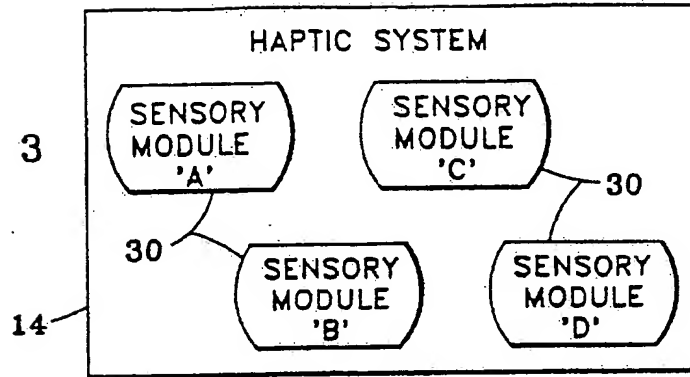 HAPTIC SYSTEM
SENSORY
MODULE
'A'
SENSORY
MODULE
'C'
3
30
30
SENSORY
MODULE
'B'
SENSORY
MODULE
'D'
14